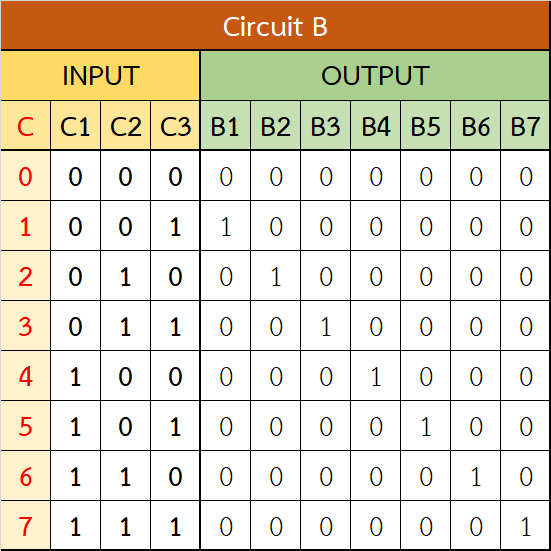 Circuit B
INPUT OUTPUT
C C1 C2 C3 B1 B2 B3 B4 B5 B6 B7
0 0 0 0 0 0 0 0 0 0 0
1 0 0 1 1 0 0 0 0 0 0
2 0 1 0 0 1 0 0 0 0 0
3 0 1 1 0 0 1 0 0 0 0
4 1 0 0 0 0 0 1 0 0 0
5 1 0 1 0 0 0 0 1 0 0
6 1 1 0 0 0 0 0 0 1 0
7 1 1 1 0 0 0 0 0 0 1